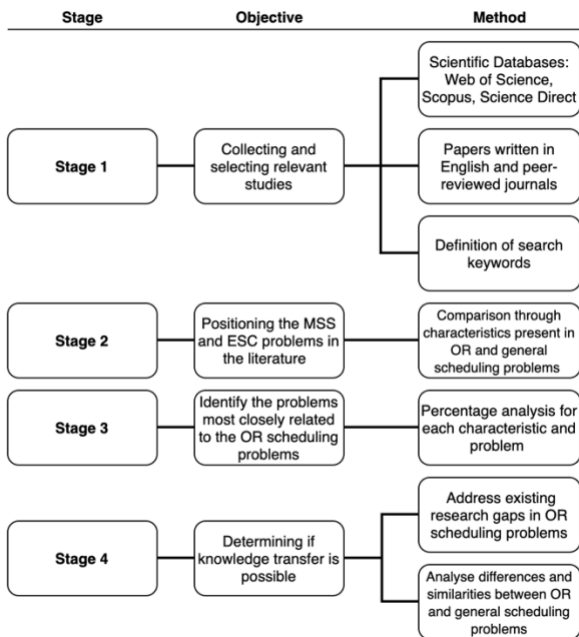 Stage Objective Method
Scientific Databases:
Web of Science,
Scopus, Science Direct
Stage 1
Collecting and
selecting relevant
studies
Papers written in
English and peer-
reviewed journals
Definition of search
keywords
Stage 2
Positioning the MSS
and ESC problems in
the literature
Comparison through
characteristics present in
OR and general
scheduling problems
Stage 3
Identify the problems
most closely related
to the OR scheduling
problems
Percentage analysis for
each characteristic and
problem
Stage 4
Determining if
knowledge transfer is
possible
Address existing
research gaps in OR
scheduling problems
Analyse differences and
similarities between OR
and general scheduling
problems